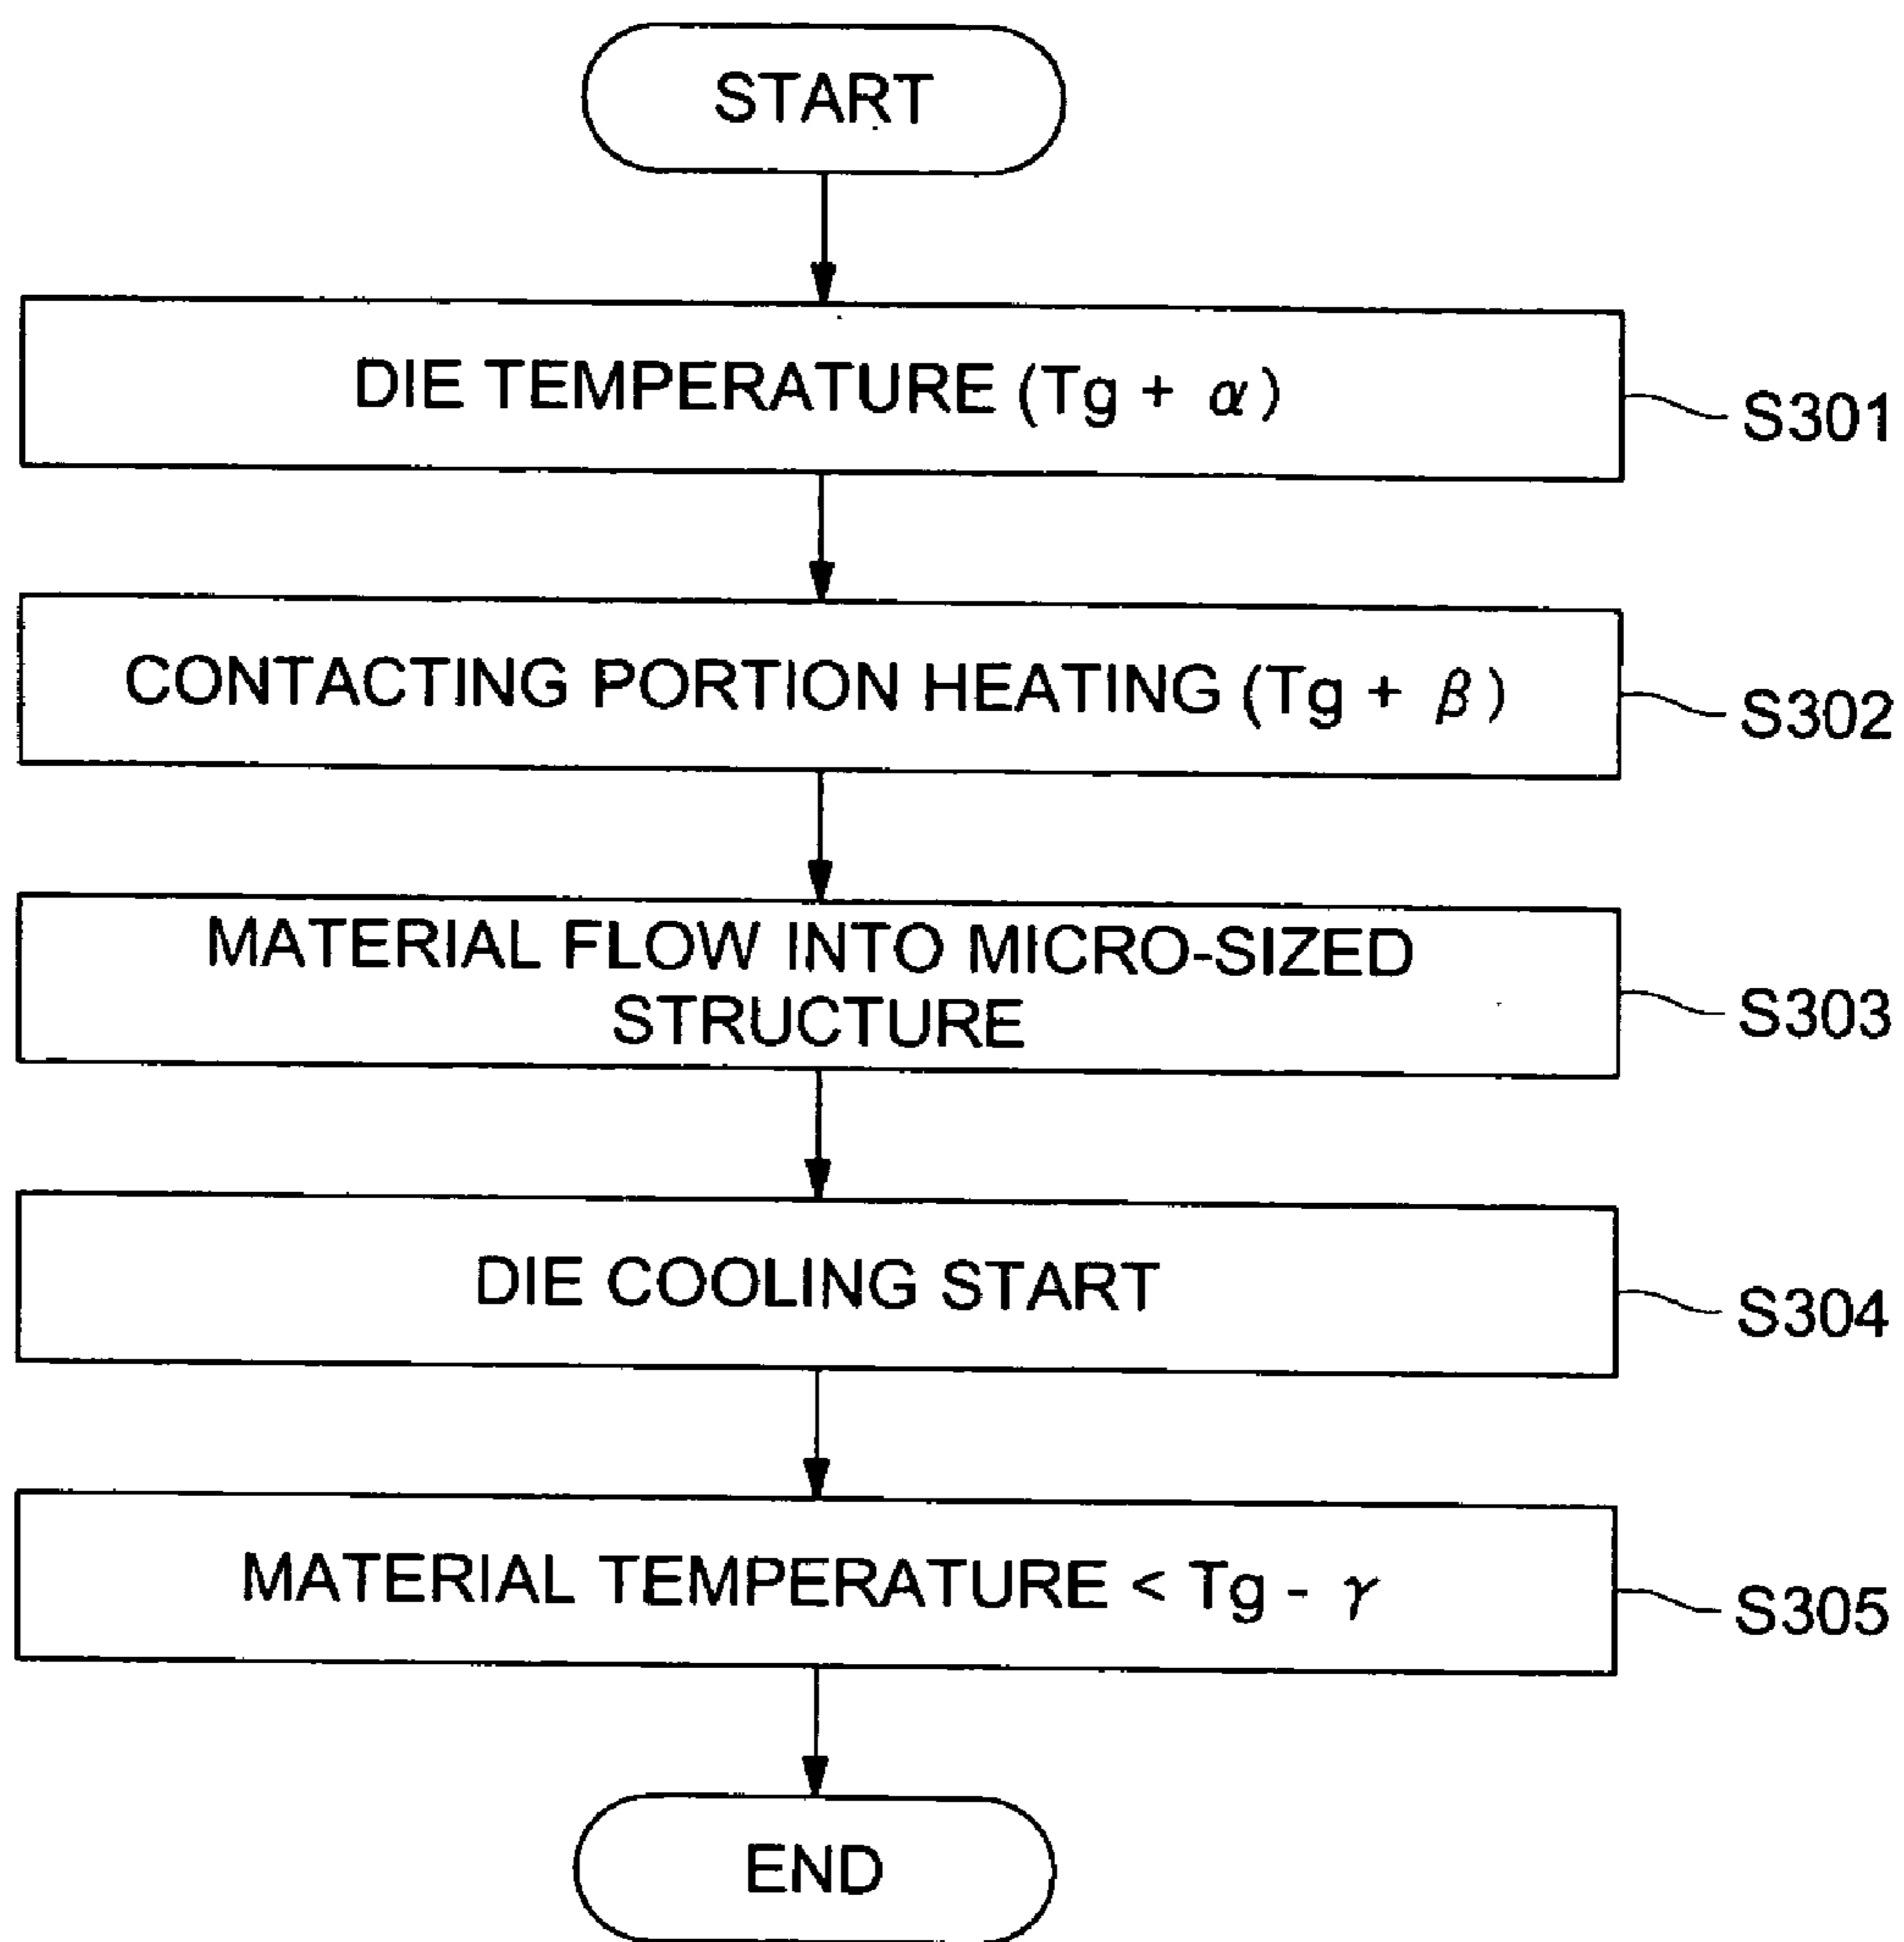 START
DIE TEMPERATURE (Tg + α)
S301
CONTACTING PORTION HEATING (Tg + β)
S302
MATERIAL FLOW INTO MICRO-SIZED
STRUCTURE
S303
DIE COOLING START
S304
MATERIAL TEMPERATURE < Tg - γ
S305
END